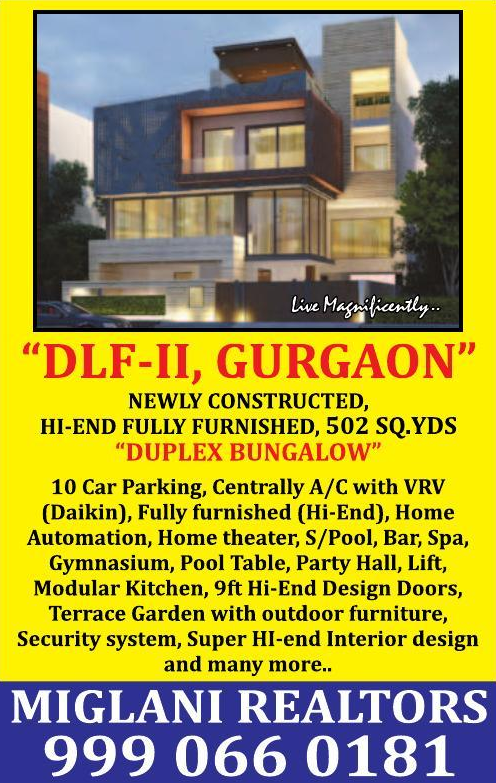 Live Magnificently..
“DLF-II, GURGAON”
NEWLY CONSTRUCTED,
HI-END FULLY FURNISHED, 502 SQ.YDS
“DUPLEX BUNGALOW”
10 Car Parking, Centrally A/C with VRV
(Daikin), Fully furnished (Hi-End), Home
Automation, Home theater, S/Pool, Bar, Spa,
Gymnasium, Pool Table, Party Hall, Lift,
Modular Kitchen, 9ft Hi-End Design Doors,
Terrace Garden with outdoor furniture,
Security system, Super HI-end Interior design
and many more..
MIGLANI REALTORS
999 066 0181